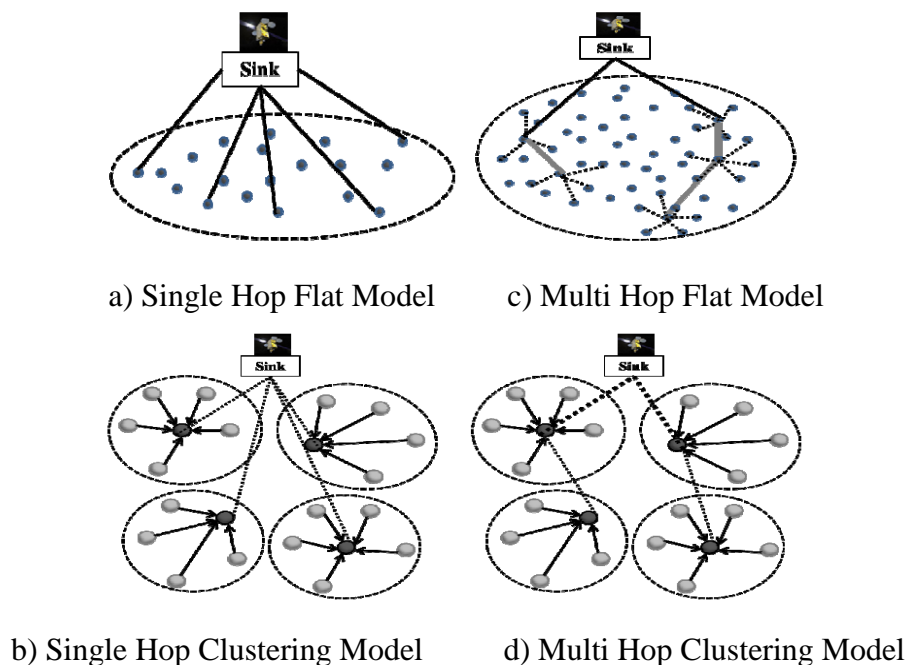 Sink
Sink
a) Single Hop Flat Model
c) Multi Hop Flat Model
Sink
Sink
b) Single Hop Clustering Model
d) Multi Hop Clustering Model